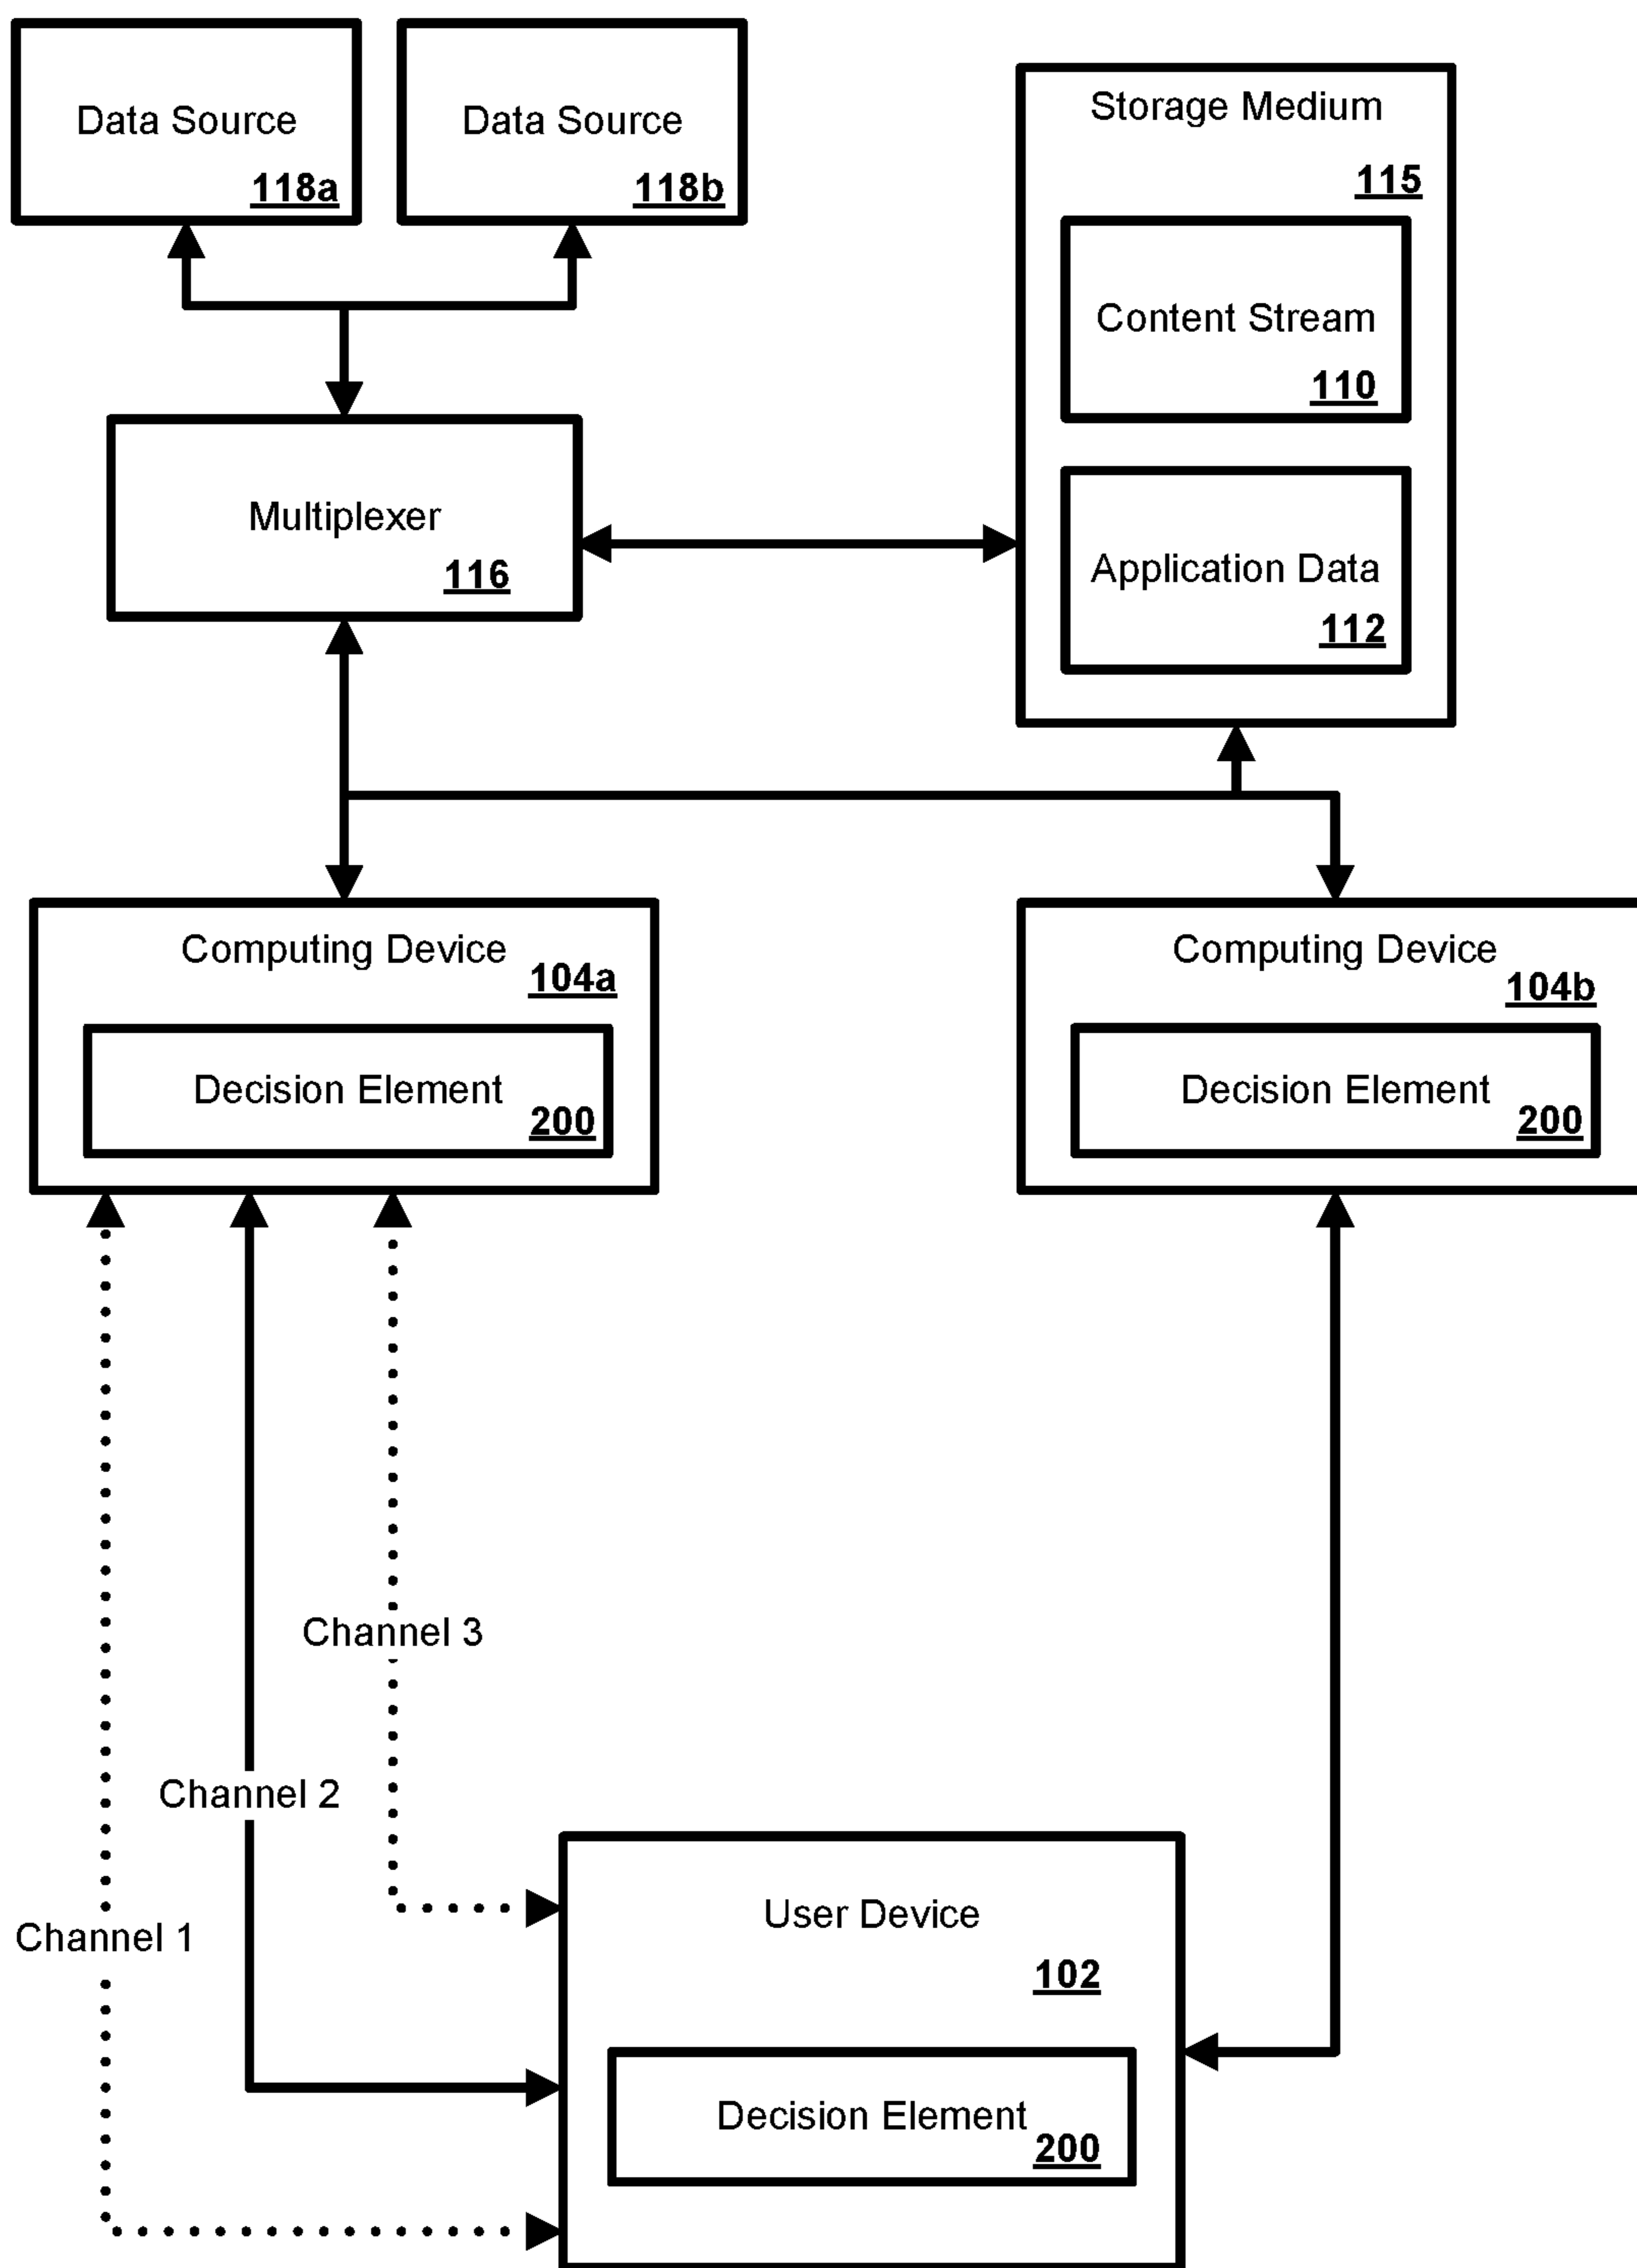 Data Source
118a
Data Source
118b
Storage Medium
115
Content Stream
110
Application Data
112
Multiplexer
116
Computing Device
104a
Decision Element
200
Computing Device
104b
Decision Element
200
Channel 3
Channel 2
Channel 1
User Device
102
Decision Element
200